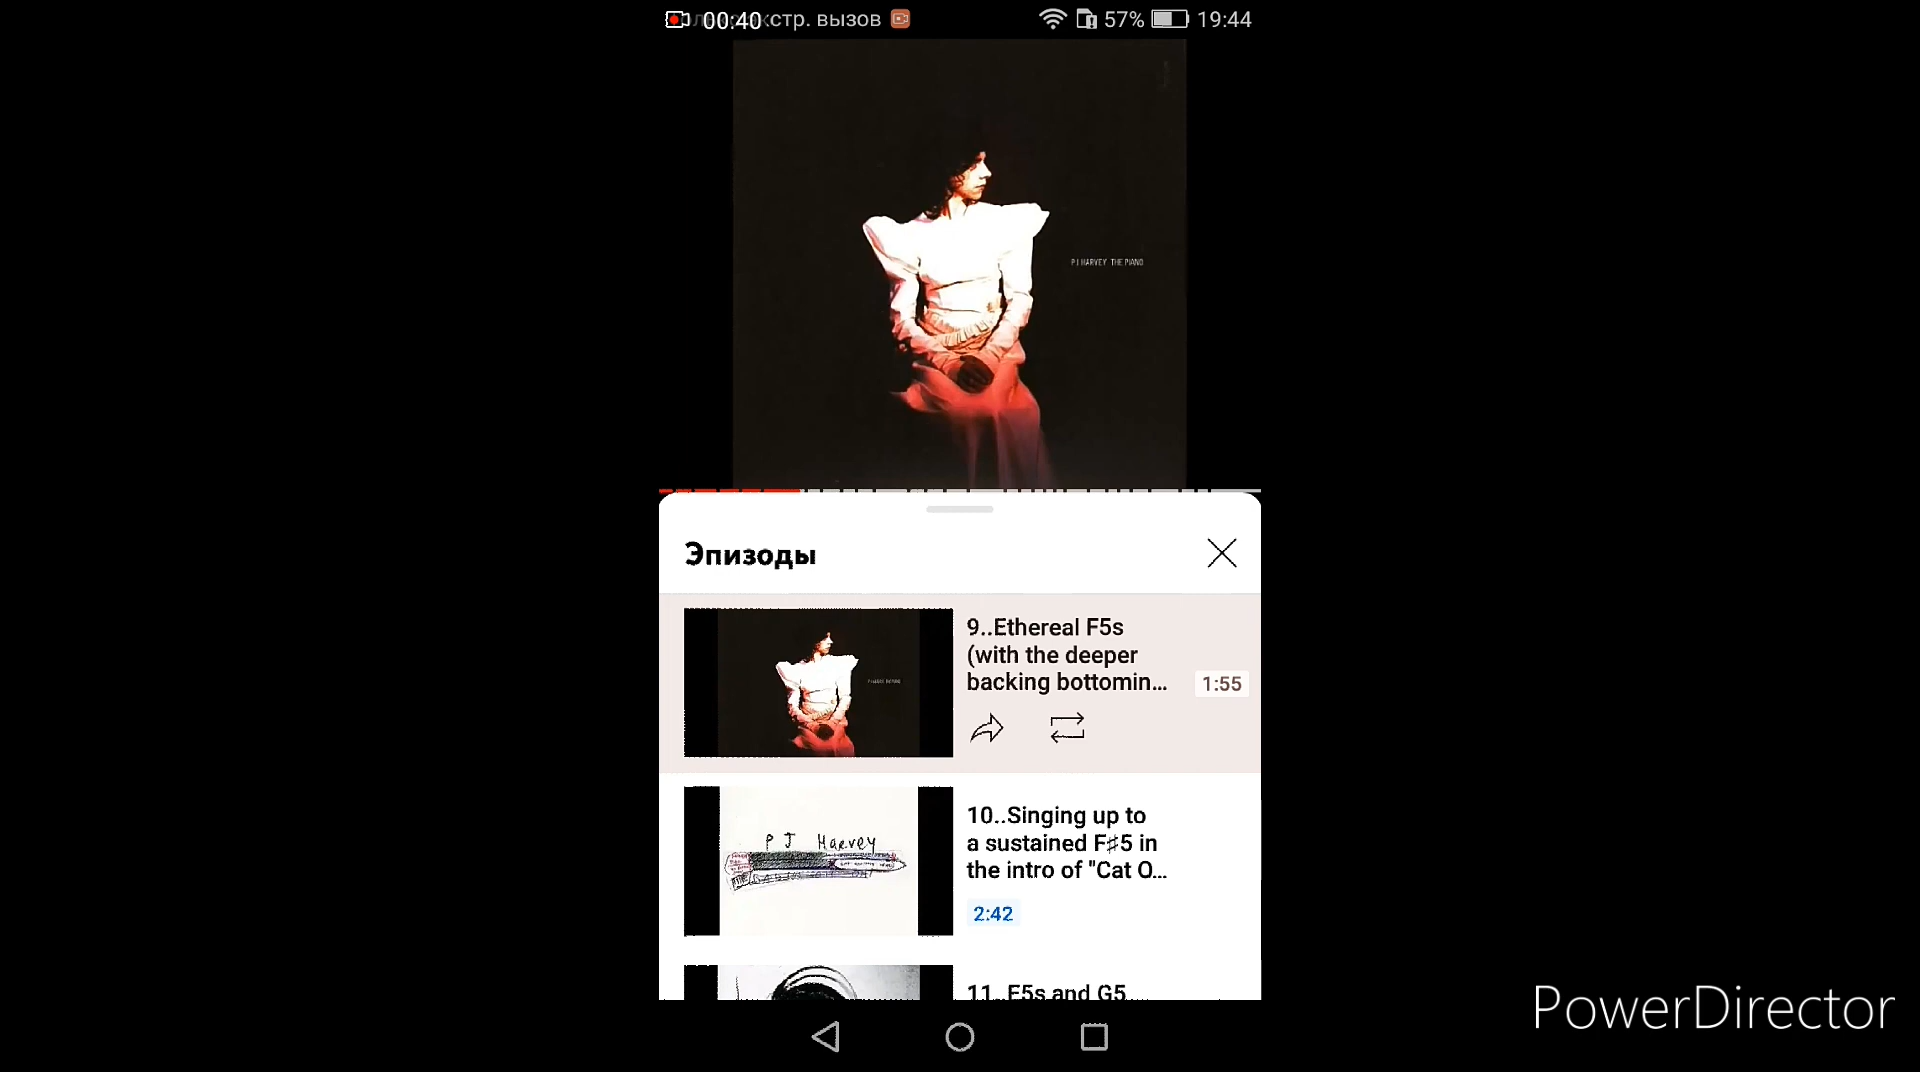 00:40
стр. вызов
57%
19:44
PJ HARVEY THE PIANO
Эпизоды
9..Ethereal F5s
(with the deeper
backing bottomin...
1:55
P J Harvey
10..Singing up to
a sustained F♯5 in
the intro of "Cat O...
2:42
11. F5s and G5
PowerDirector